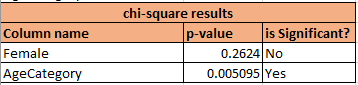 chi-square results
Column name p-value is Significant?
Female 0.2624 No
AgeCategory 0.005095 Yes